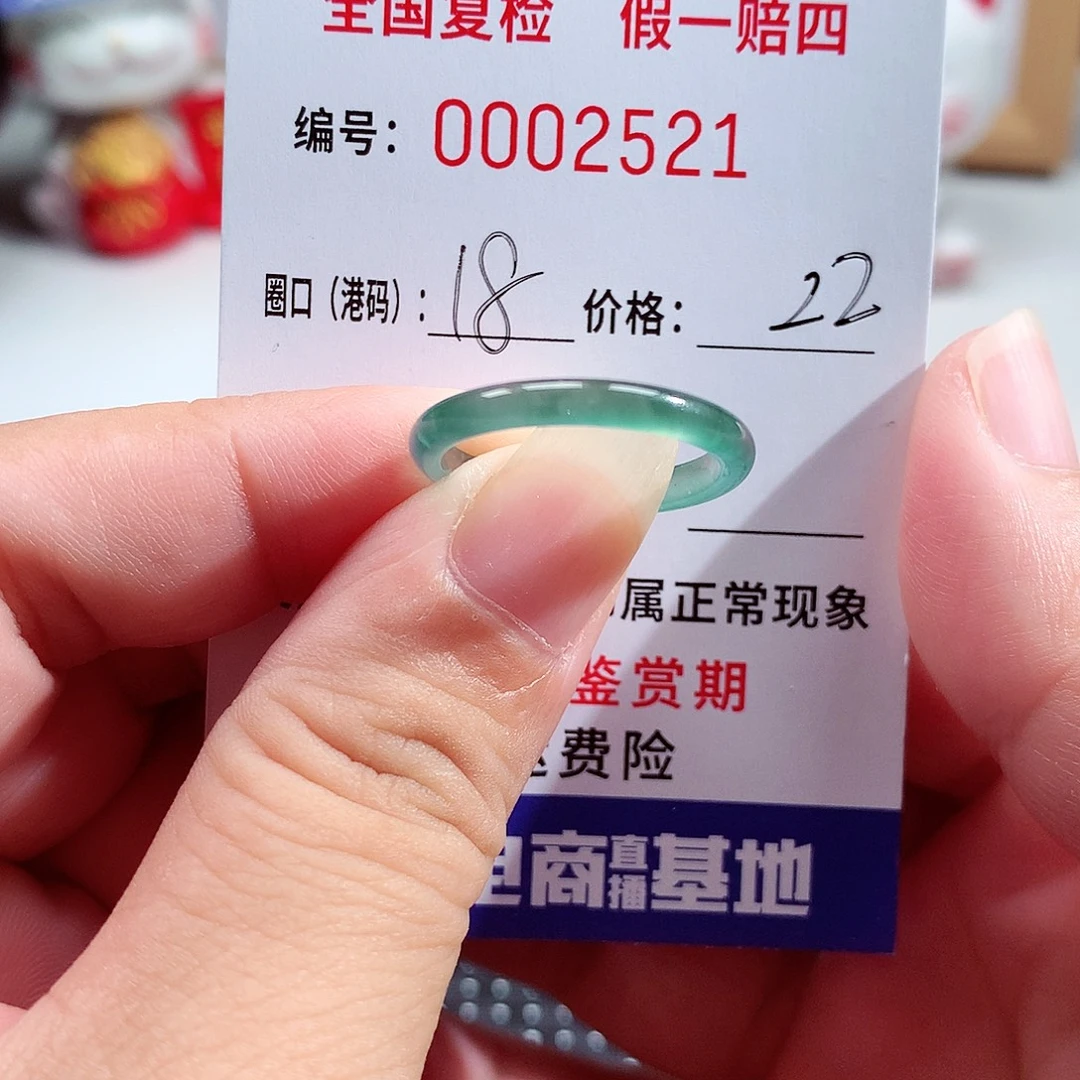 全国复检 假一赔四
编号：0002521
圈口（港码）：18 价格：22
属正常现象
鉴赏期
费险
电商直播基地